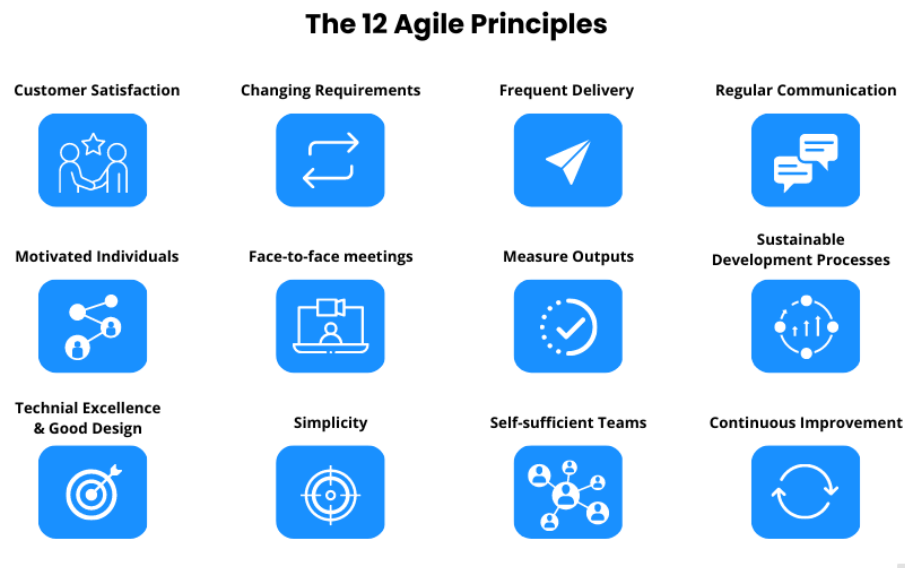 The 12 Agile Principles
Customer Satisfaction
Changing Requirements
Frequent Delivery
Regular Communication
Motivated Individuals
Face-to-face meetings
Measure Outputs
Sustainable
Development Processes
Technial Excellence
& Good Design
Simplicity
Self-sufficient Teams
Continuous Improvement